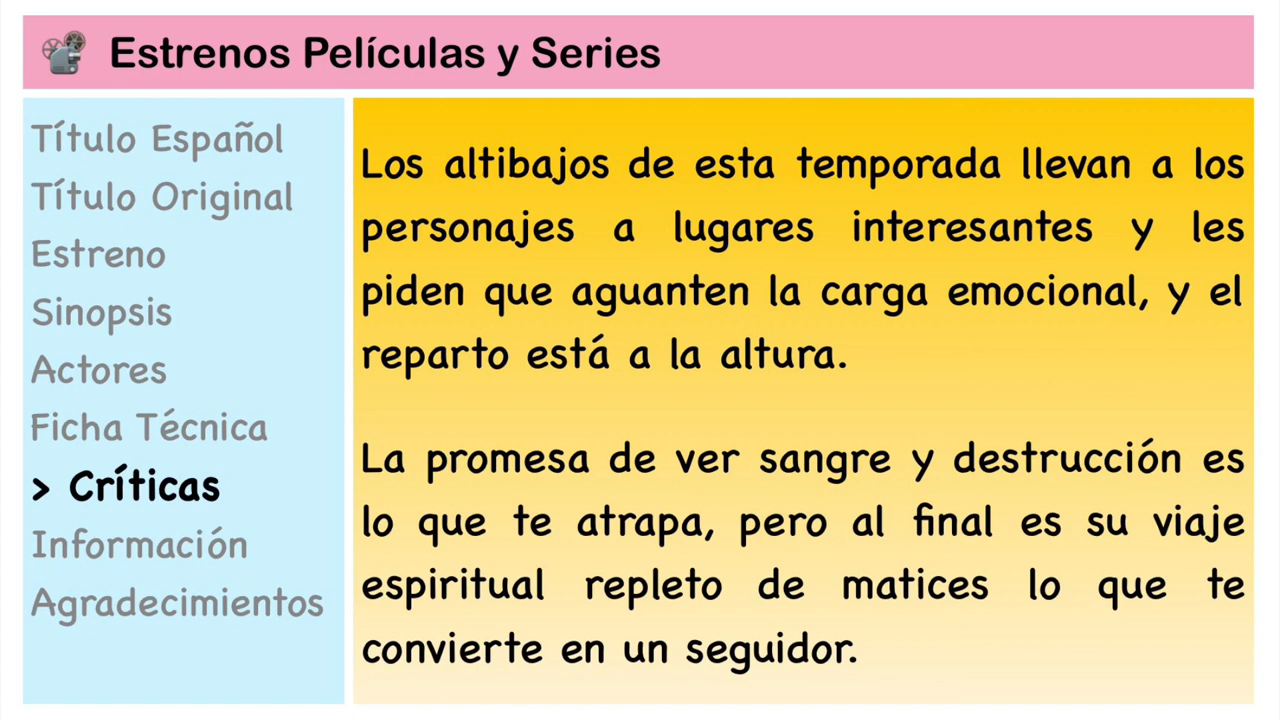 Estrenos Películas y Series
Título Español
Título Original
Estreno
Sinopsis
Actores
Ficha Técnica
> Críticas
Información
Agradecimientos
Los altibajos de esta temporada llevan a los
personajes a lugares interesantes y les
piden que aguanten la carga emocional, y el
reparto está a la altura.
La promesa de ver sangre y destrucción es
lo que te atrapa, pero al final es su viaje
espiritual repleto de matices lo que te
convierte en un seguidor.